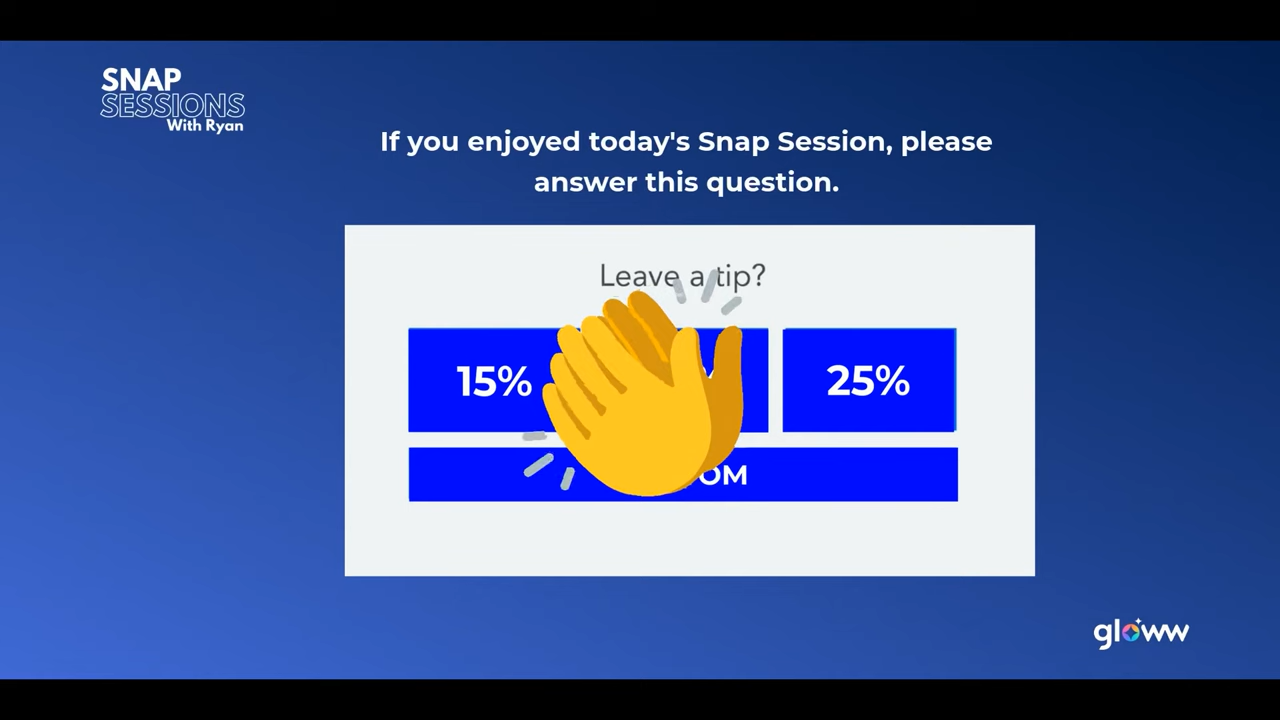 SNAP
SESSIONS
With Ryan
If you enjoyed today's Snap Session, please
answer this question.
Leave a tip?
15%
25%
OM
gloww